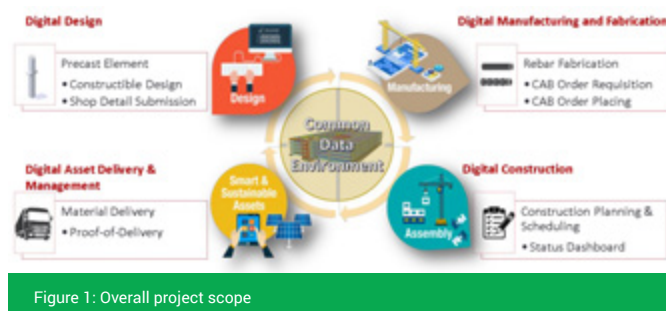 Digital Design
Precast Element
• Constructible Design
• Shop Detail Submission
Design
Digital Manufacturing and Fabrication
Manufacturing
Rebar Fabrication
• CAB Order Requisition
• CAB Order Placing
Common
Data
Environment
Digital Asset Delivery &
Management
Material Delivery
• Proof-of-Delivery
Smart &
Sustainable
Assets
Digital Construction
Assembly
Construction Planning &
Scheduling
• Status Dashboard
Figure 1: Overall project scope